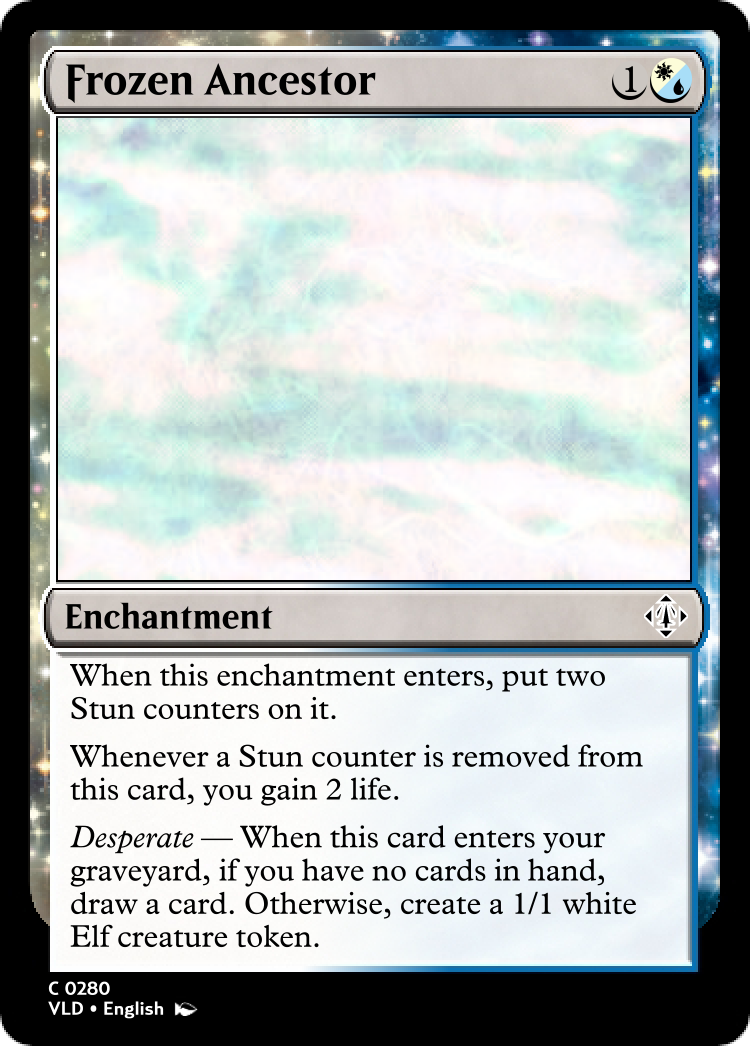 Frozen Ancestor 1
Enchantment
When this enchantment enters, put two
Stun counters on it.
Whenever a Stun counter is removed from
this card, you gain 2 life.
Desperate — When this card enters your
graveyard, if you have no cards in hand,
draw a card. Otherwise, create a 1/1 white
Elf creature token.
C 0280
VLD • English